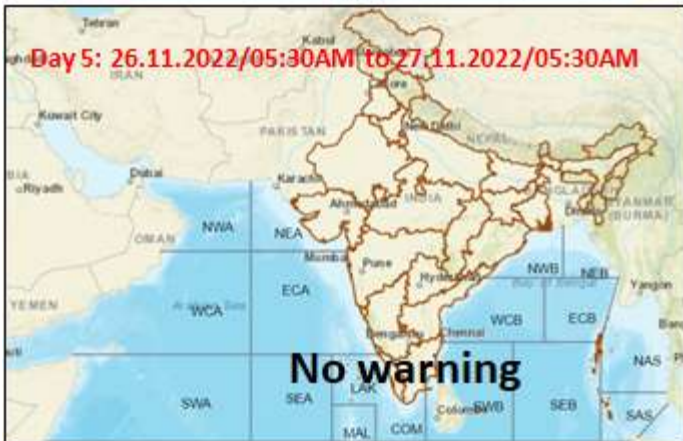 Tehran
Day 5: 26.11.2022/05:30AM to 27.11.2022/05:30AM
Kabul
IRAN
Kuwait City
PAKISTAN
New Delhi
NEPAL
Riyadh
Dubai
Karachi
Ahmedabad
INDIA
MYANMAR
(BURMA)
OMAN
NWA
NEA
Mumbai
Pune
Hyderabad
NWB
NEB
Bay of Bengal
Yangon
YEMEN
Arabian Sea
WCA
ECA
WCB
ECB
Bengaluru
Chennai
No warning
NAS
LAK
SWA
SEA
Colombo
SWB
SEB
SAS
MAL
COM